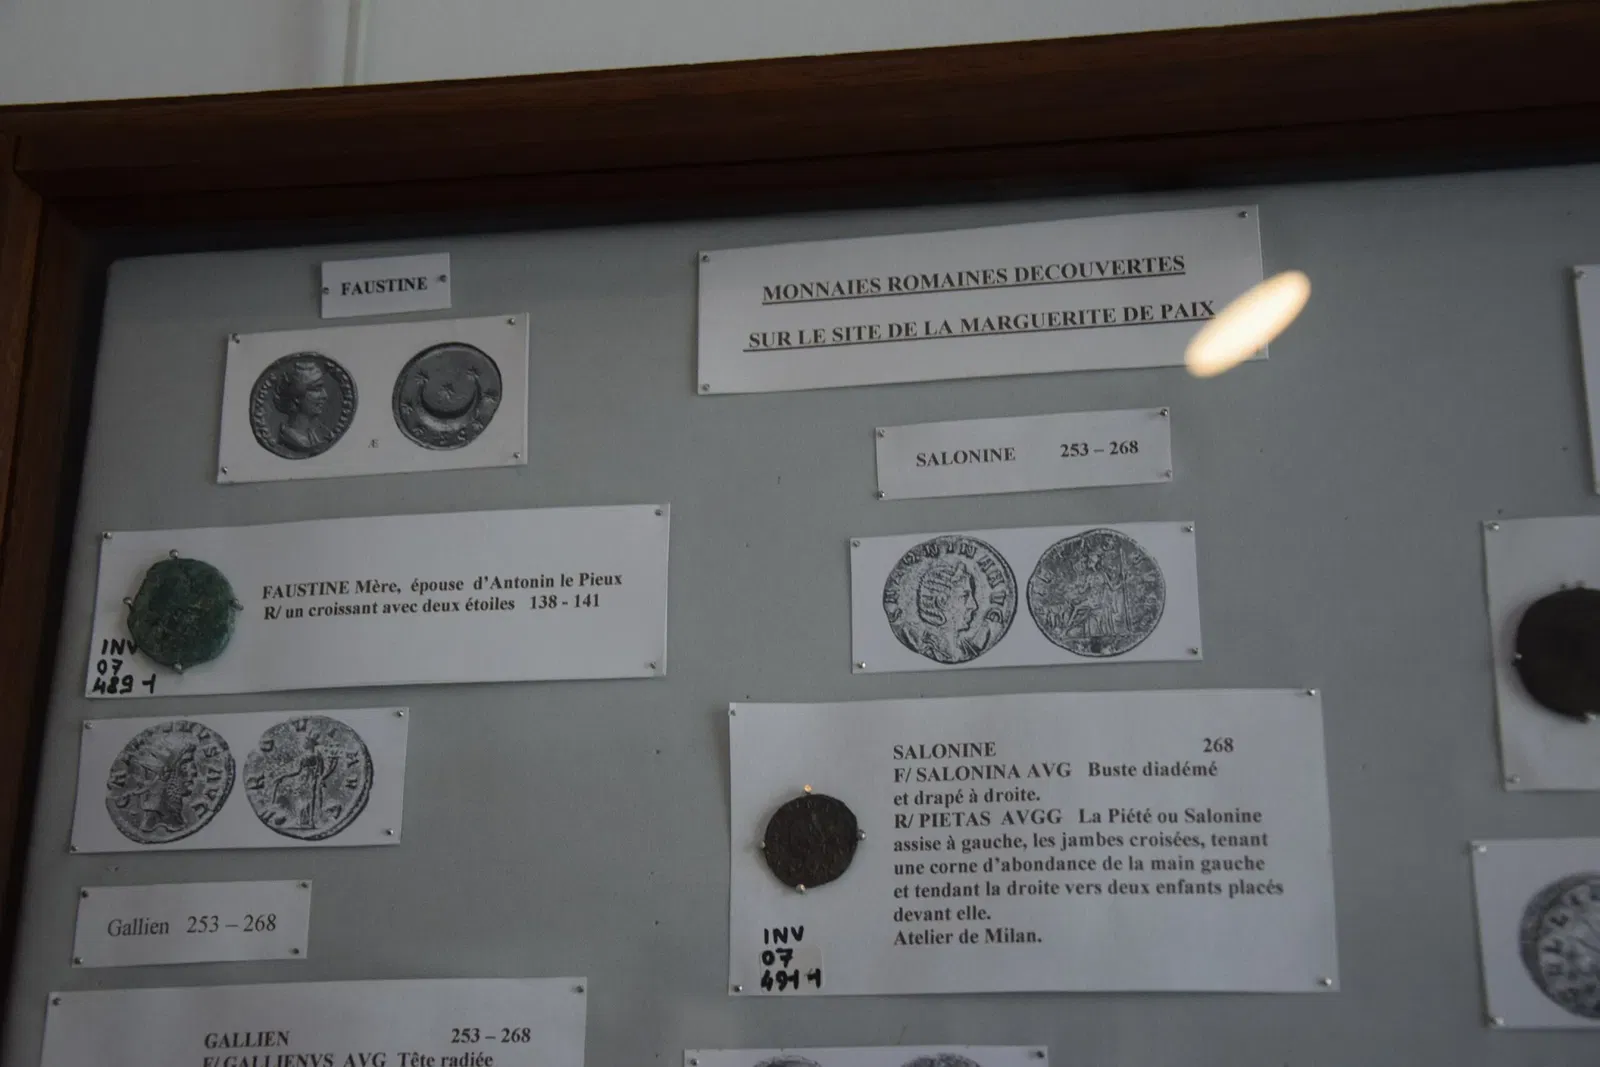 FAUSTINE
MONNAIES ROMAINES DECOUVERTES
SUR LE SITE DE LA MARGUERITE DE PAIX
Æ
SALONINE 253 – 268
FAUSTINE Mère, épouse d'Antonin le Pieux
R/ un croissant avec deux étoiles 138 - 141
INV
07
489-1
SALONINE 268
F/ SALONINA AVG Buste diadémé
et drapé à droite.
R/ PIETAS AVGG La Piété ou Salonine
assise à gauche, les jambes croisées, tenant
une corne d'abondance de la main gauche
et tendant la droite vers deux enfants placés
devant elle.
Atelier de Milan.
INV
07
491-1
Gallien 253 – 268
GALLIEN 253 – 268
F/ GALLIENVS AVG Tête radiée